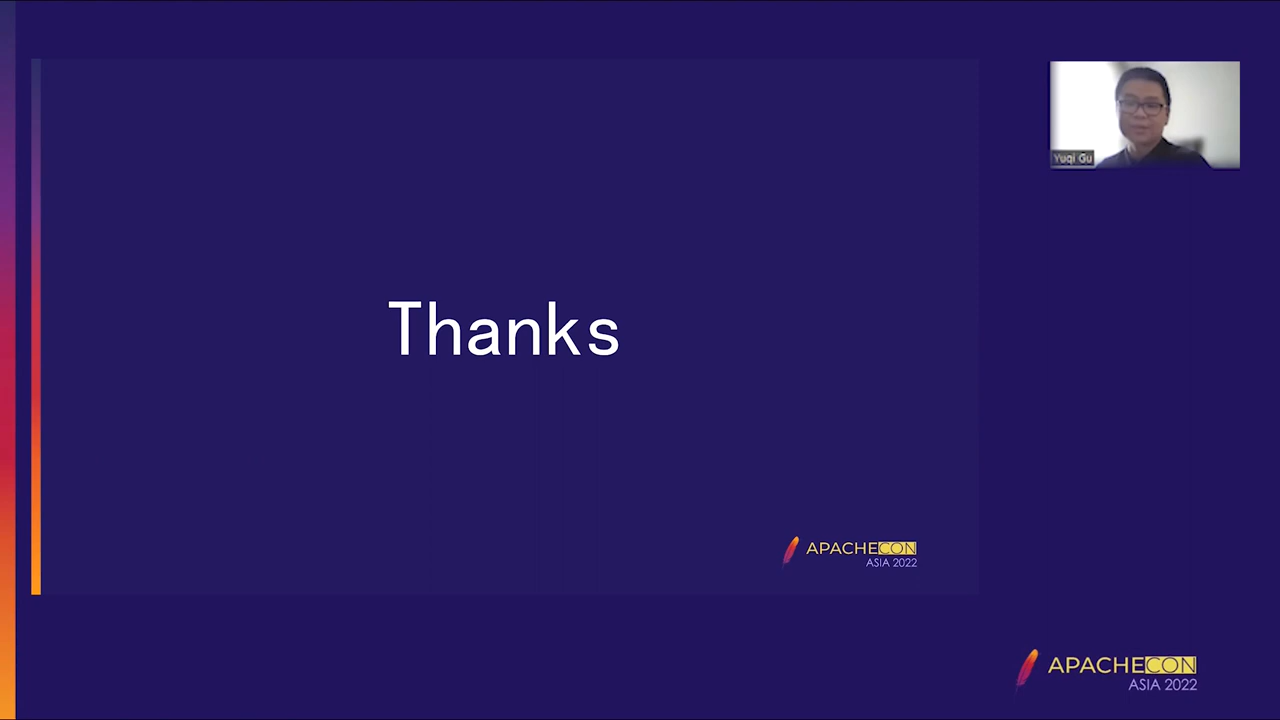 Thanks
APACHECON
ASIA 2022
Yuqi Gu
APACHECON
ASIA 2022